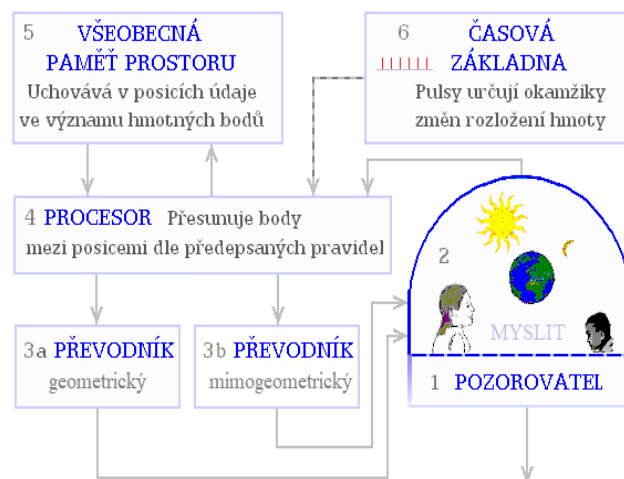 5 VŠEOBECNÁ
PAMĚŤ PROSTORU
Uchovává v posicích údaje
ve významu hmotných bodů
6 ČASOVÁ
ZÁKLADNA
Pulsy určují okamžiky
změn rozložení hmoty
4 PROCESOR Přesunuje body
mezi posicemi dle předepsaných pravidel
2
MYSLIT
3a PŘEVODNÍK
geometrický
3b PŘEVODNÍK
mimogeometrický
1 POZOROVATEL